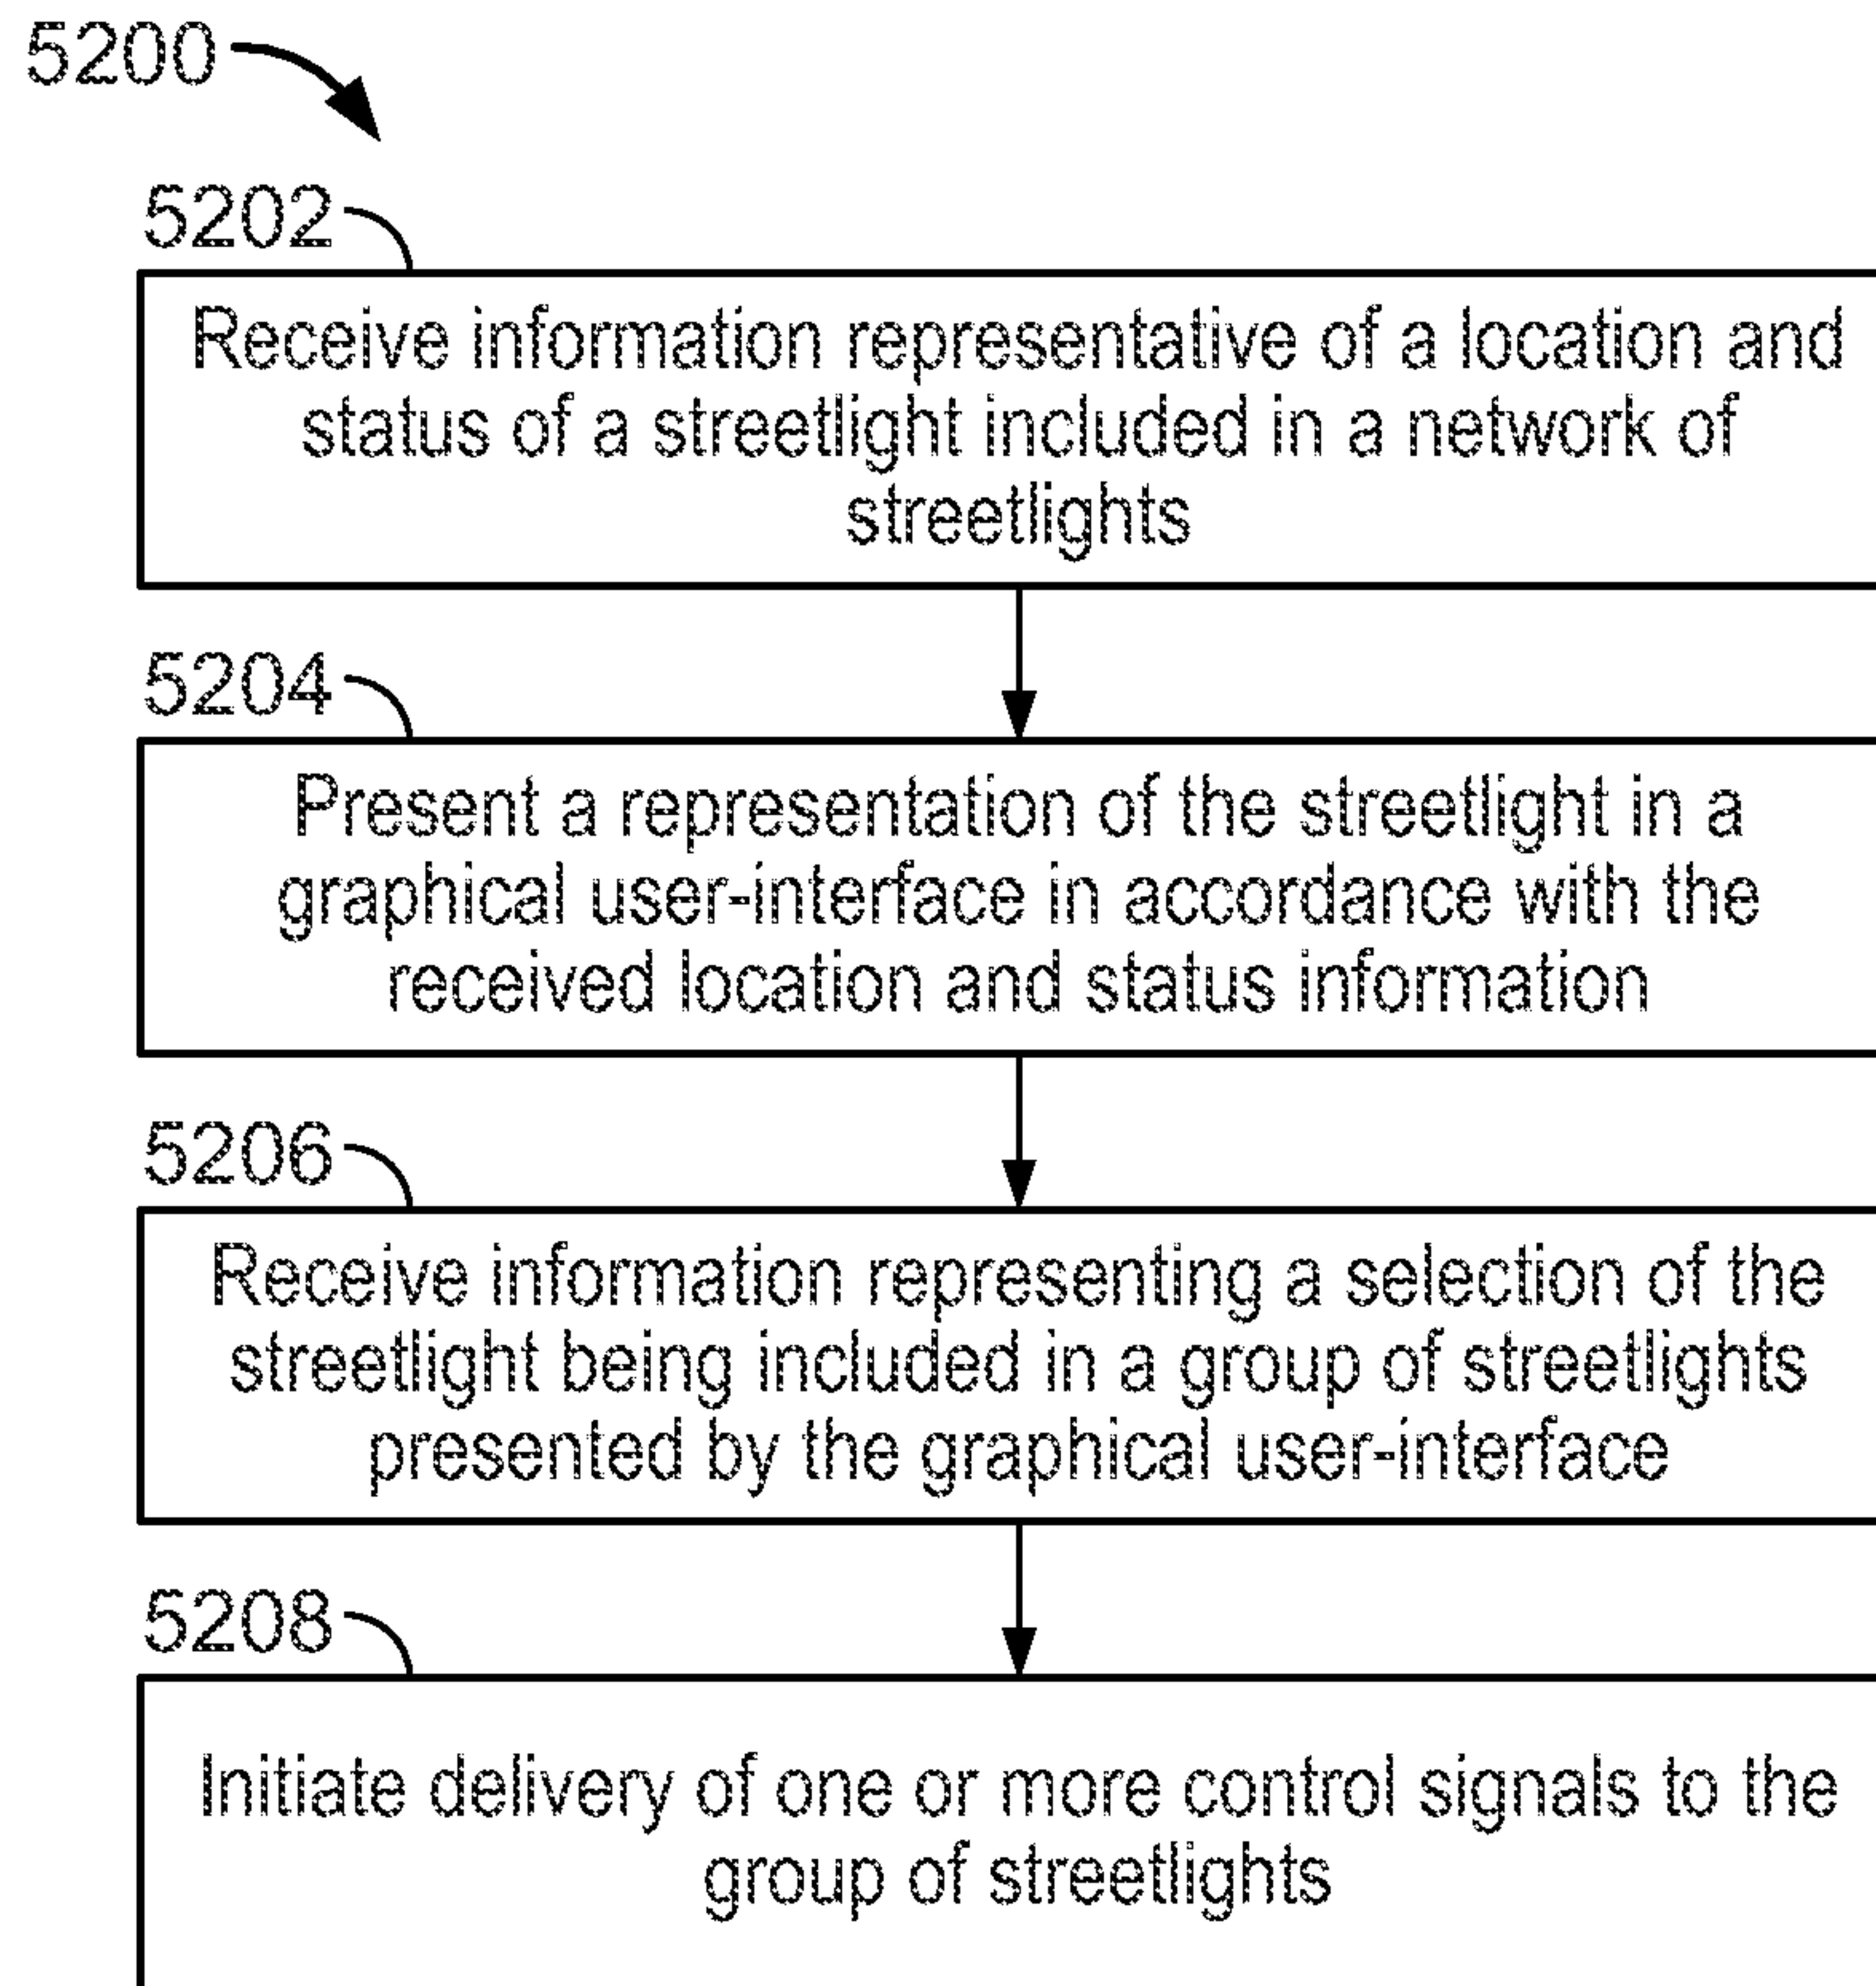 5200
5202
Receive information representative of a location and
status of a streetlight included in a network of
streetlights
5204
Present a representation of the streetlight in a
graphical user-interface in accordance with the
received location and status information
5206
Receive information representing a selection of the
streetlight being included in a group of streetlights
presented by the graphical user-interface
5208
Initiate delivery of one or more control signals to the
group of streetlights